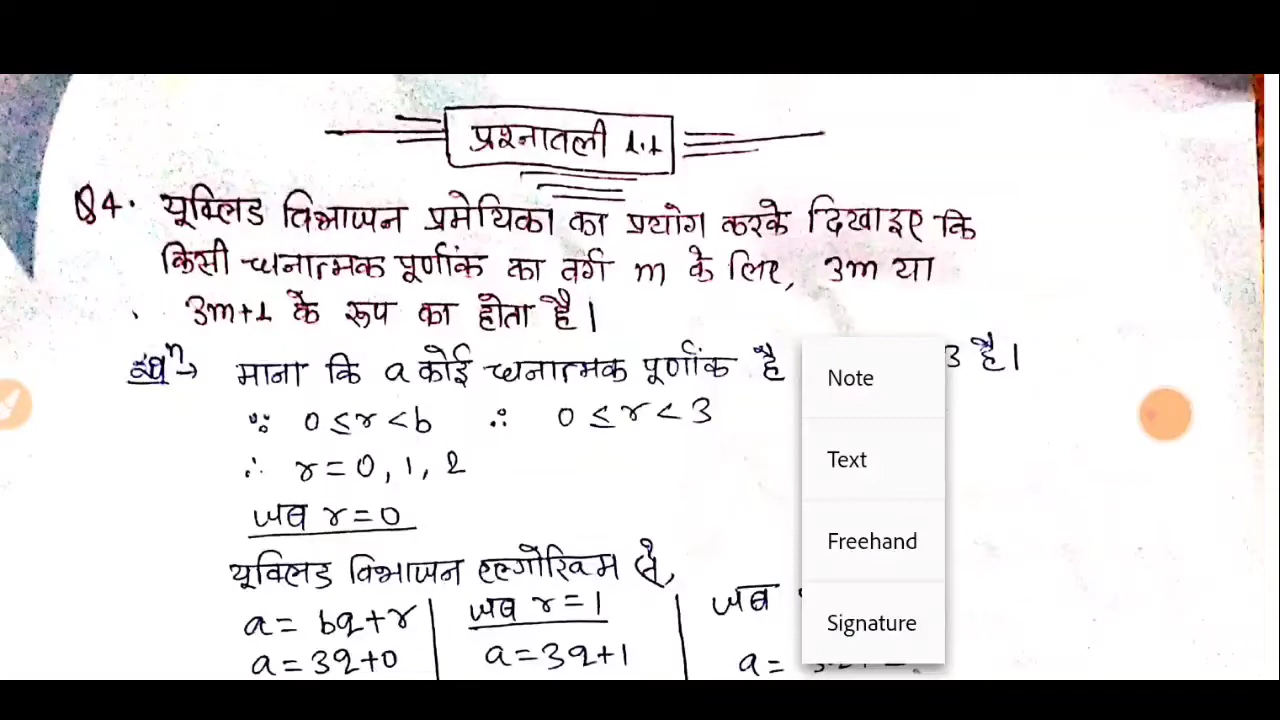 प्रश्नावली 1.1
Q4. यूक्लिड विभाजन प्रमेयिका का प्रयोग करके दिखाइए कि
किसी धनात्मक पूर्णांक का वर्ग m के लिए, 3m या
3m+1 के रूप का होता है।
हलⁿ→ माना कि a कोई धनात्मक पूर्णांक है 3 है।
∵ 0≤r<b ∴ 0≤r<3
∴ r=0,1,2
जब r=0
यूक्लिड विभाजन एल्गोरिथम से,
a= bq+r जब r=1 जब
a=3q+0 a=3q+1 a=
Note
Text
Freehand
Signature